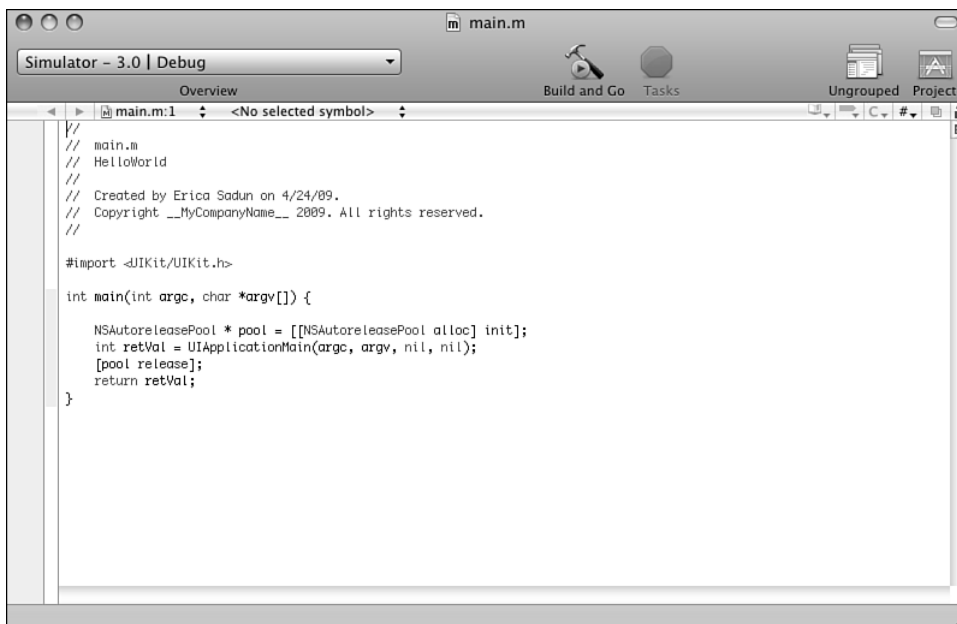 main.m
Simulator – 3.0 | Debug
Overview
Build and Go
Tasks
Ungrouped
Project
main.m:1
<No selected symbol>
C
#
//
//  main.m
//  HelloWorld
//
//  Created by Erica Sadun on 4/24/09.
//  Copyright __MyCompanyName__ 2009. All rights reserved.
//
#import <UIKit/UIKit.h>
int main(int argc, char *argv[]) {
    NSAutoreleasePool * pool = [[NSAutoreleasePool alloc] init];
    int retVal = UIApplicationMain(argc, argv, nil, nil);
    [pool release];
    return retVal;
}